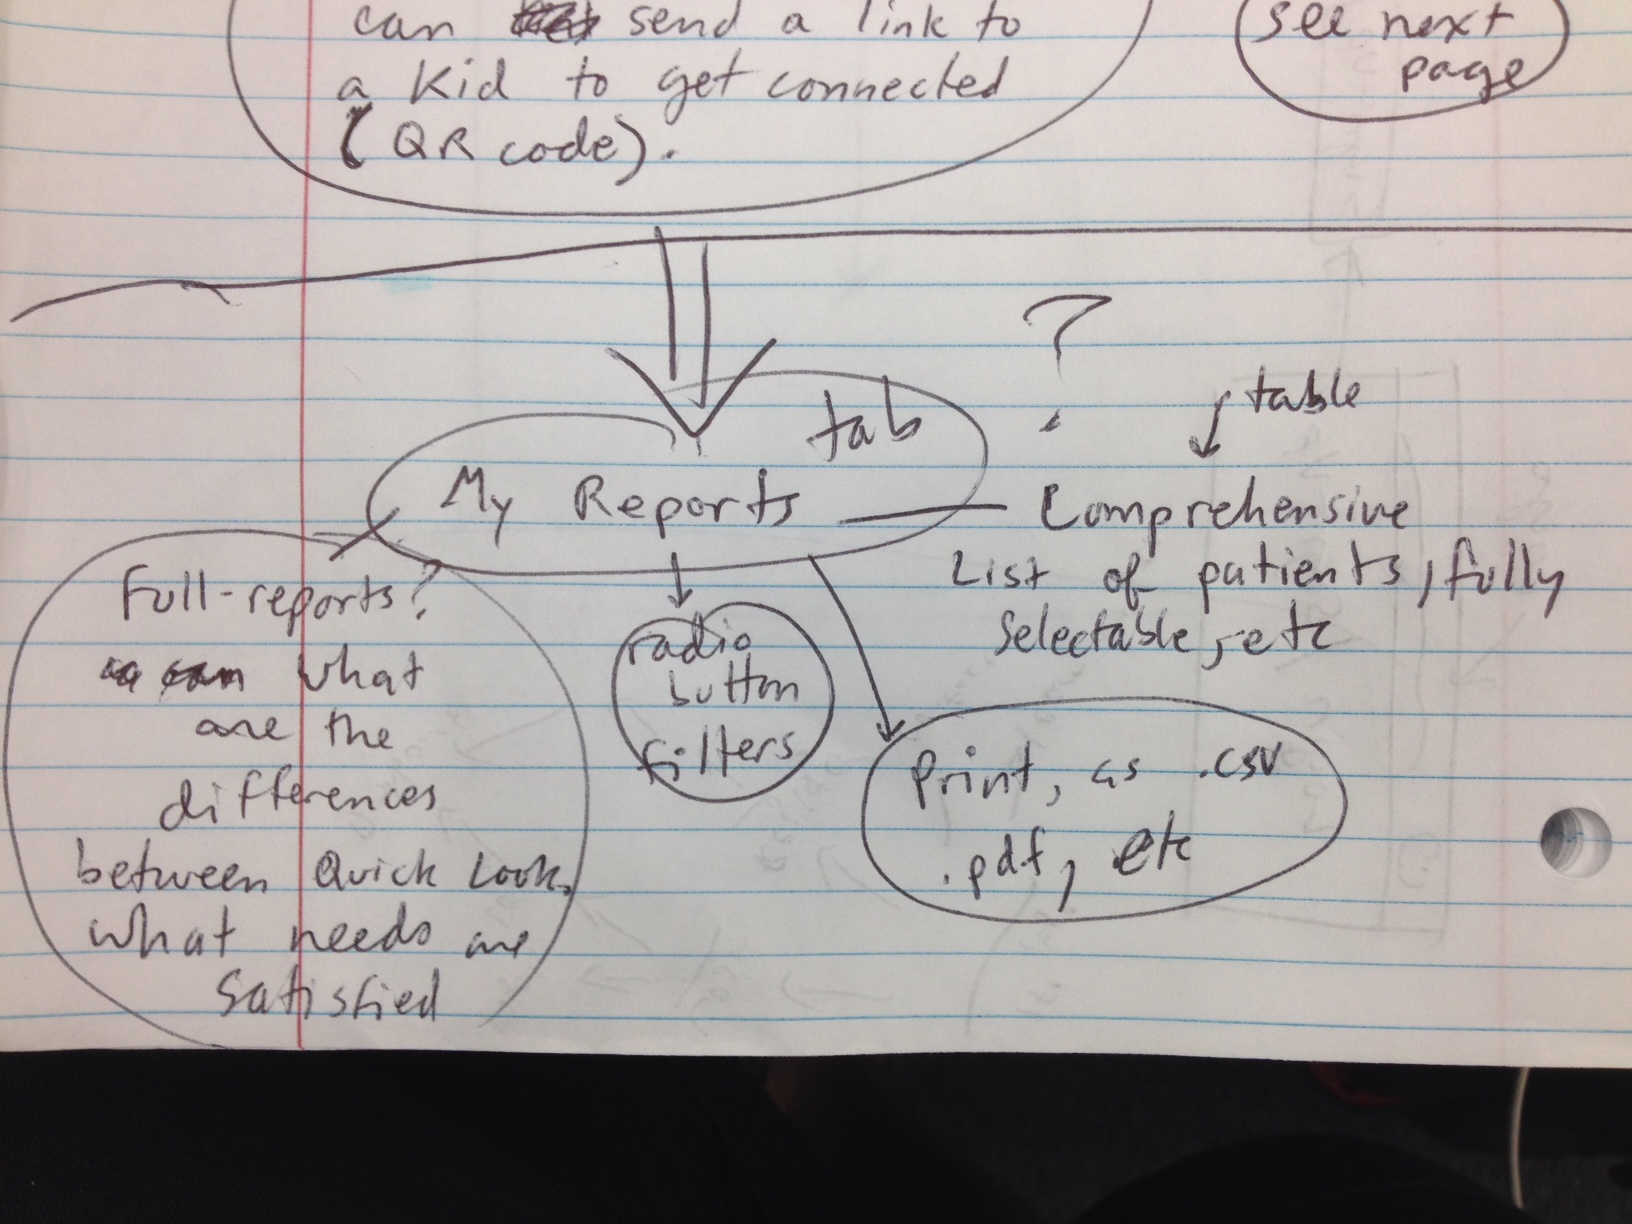 can send a link to
a kid to get connected
(QR code).
see next
page
?
table
My Reports tab
Comprehensive
List of patients, fully
Selectable, etc
full-reports?
what
are the
differences
between quick look,
what needs are
satisfied
radio
button
filters
Print, as .csv
.pdf, etc